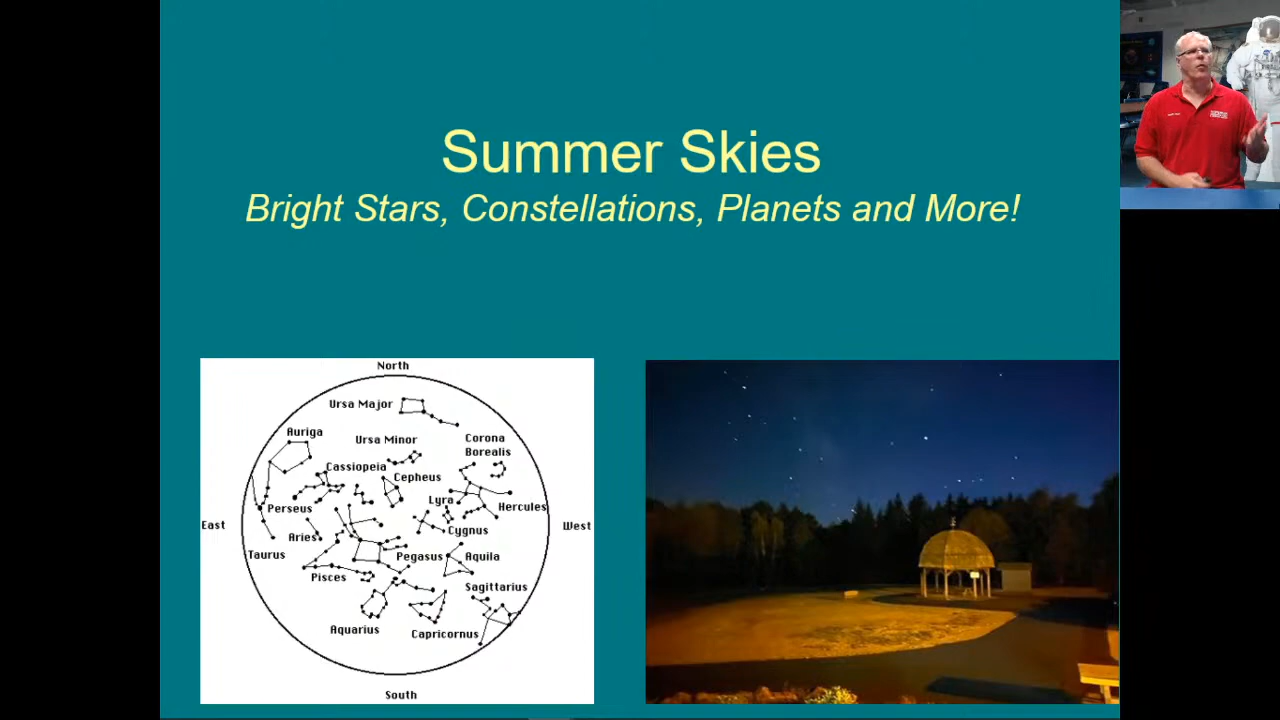 Summer Skies
Bright Stars, Constellations, Planets and More!
North
Ursa Major
Auriga
Ursa Minor
Corona
Borealis
Cassiopeia
Cepheus
Lyra
Hercules
Perseus
East
West
Cygnus
Aries
Taurus
Pegasus
Aquila
Pisces
Sagittarius
Aquarius
Capricornus
South